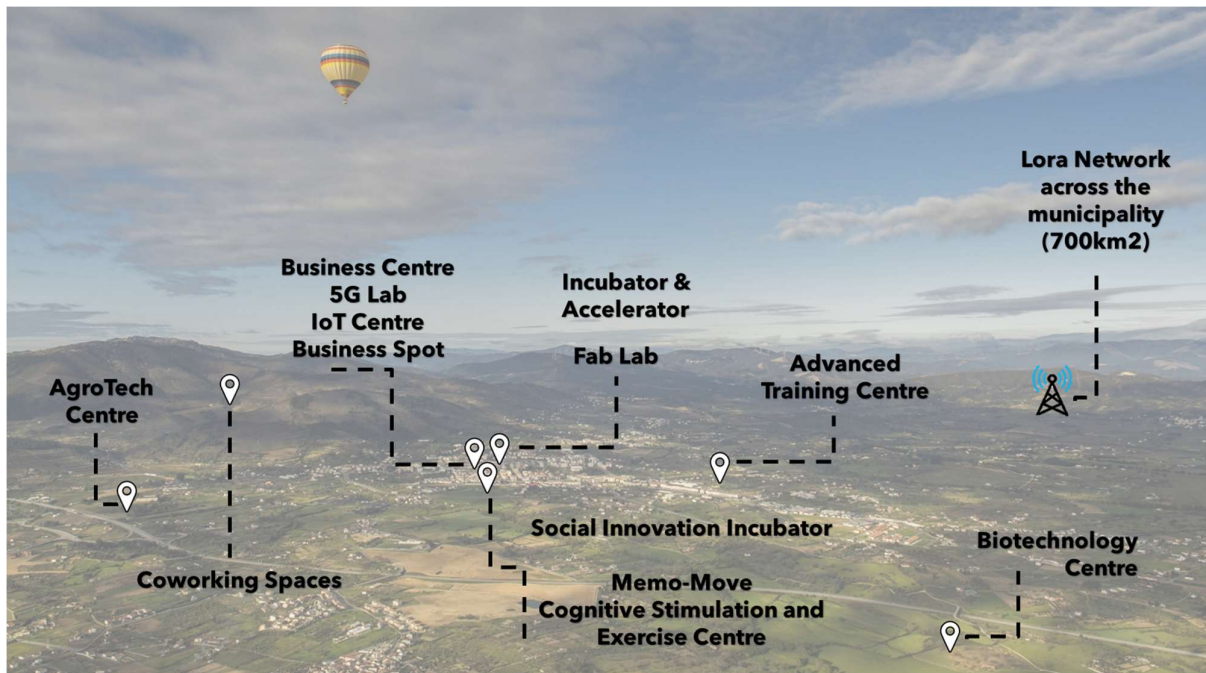 Lora Network
across the
municipality
(700km2)
Business Centre
5G Lab
IoT Centre
Business Spot
Incubator &
Accelerator
Fab Lab
Advanced
Training Centre
AgroTech
Centre
Social Innovation Incubator
Biotechnology
Centre
Coworking Spaces
Memo-Move
Cognitive Stimulation and
Exercise Centre